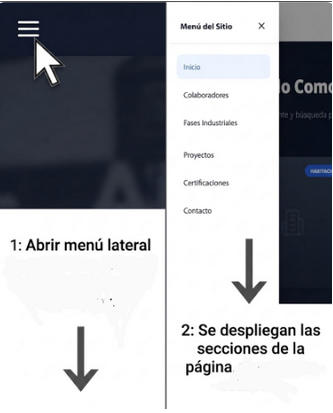 Menú del Sitio
X
Inicio
Colaboradores
Fases Industriales
Proyectos
Certificaciones
Contacto
lo Como
nte y búsqueda p
1: Abrir menú lateral
2: Se despliegan las
secciones de la
página